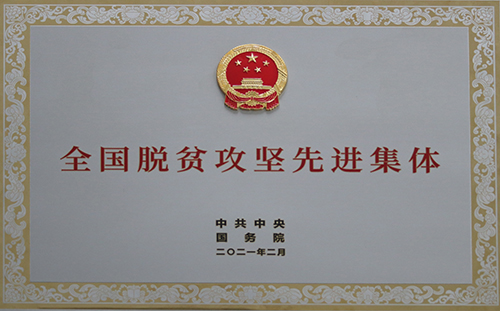 全国脱贫攻坚先进集体
中共中央
国务院
二〇二一年二月